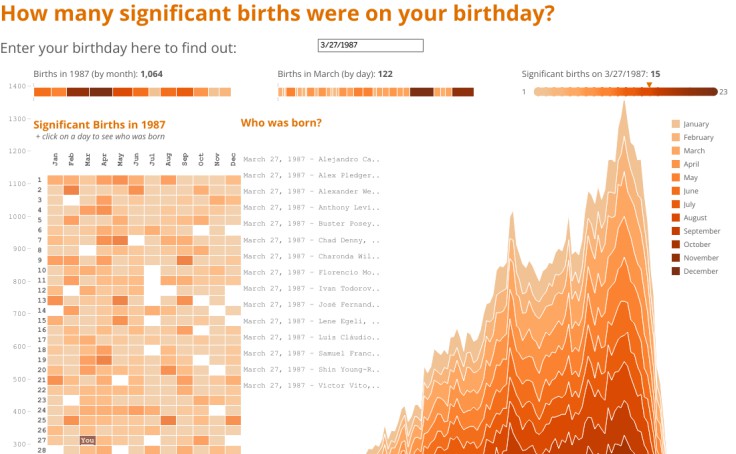 How many significant births were on your birthday?
Enter your birthday here to find out:
3/27/1987
Births in 1987 (by month): 1,064
Births in March (by day): 122
Significant births on 3/27/1987: 15
1
23
Significant Births in 1987
+ click on a day to see who was born
Who was born?
Jan Feb Mar Apr May Jun Jul Aug Sep Oct Nov Dec
1
2
3
4
5
6
7
8
9
10
11
12
13
14
15
16
17
18
19
20
21
22
23
24
25
26
27
You
28
March 27, 1987 - Alejandro Ca..
March 27, 1987 - Alex Pledger..
March 27, 1987 - Alexander We..
March 27, 1987 - Anthony Levi..
March 27, 1987 - Buster Posey..
March 27, 1987 - Chad Denny, ..
March 27, 1987 - Charonda Wil..
March 27, 1987 - Florencio Mo..
March 27, 1987 - Ivan Todorov..
March 27, 1987 - José Fernand..
March 27, 1987 - Lene Egeli, ..
March 27, 1987 - Luís Cláudio..
March 27, 1987 - Samuel Franc..
March 27, 1987 - Shin Young-R..
March 27, 1987 - Victor Vito,..
1400
1300
1200
1100
1000
900
800
700
600
500
400
300
January
February
March
April
May
June
July
August
September
October
November
December